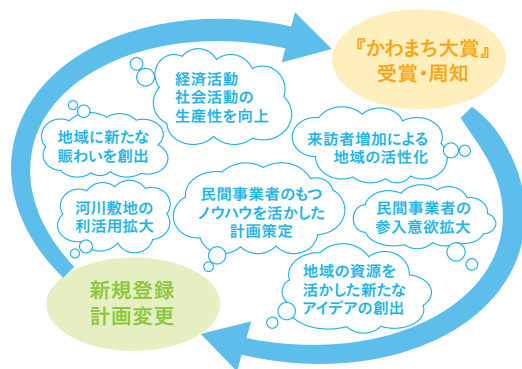 『かわまち大賞』
受賞・周知
経済活動
社会活動の
生産性を向上
地域に新たな
賑わいを創出
来訪者増加による
地域の活性化
河川敷地の
利活用拡大
民間事業者のもつ
ノウハウを活かした
計画策定
民間事業者の
参入意欲拡大
地域の資源を
活かした新たな
アイデアの創出
新規登録
計画変更